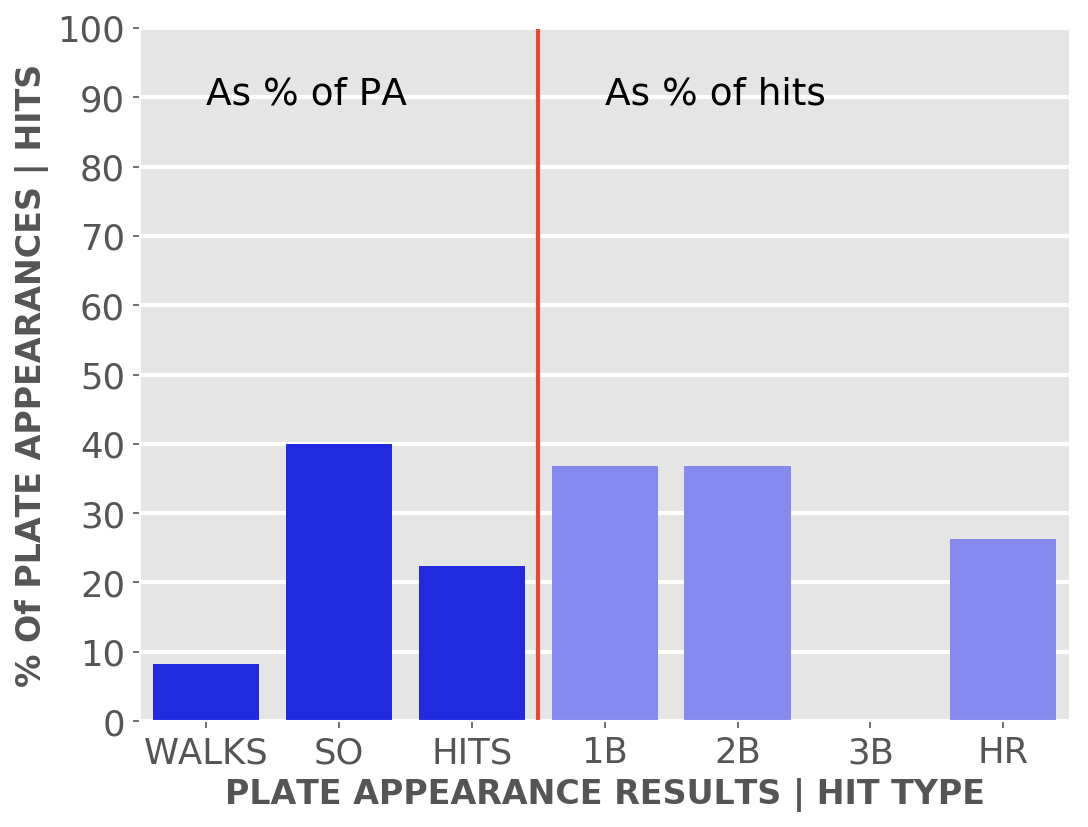 % Of PLATE APPEARANCES | HITS
100
90
80
70
60
50
40
30
20
10
0
As % of PA
As % of hits
WALKS SO HITS 1B 2B 3B HR
PLATE APPEARANCE RESULTS | HIT TYPE